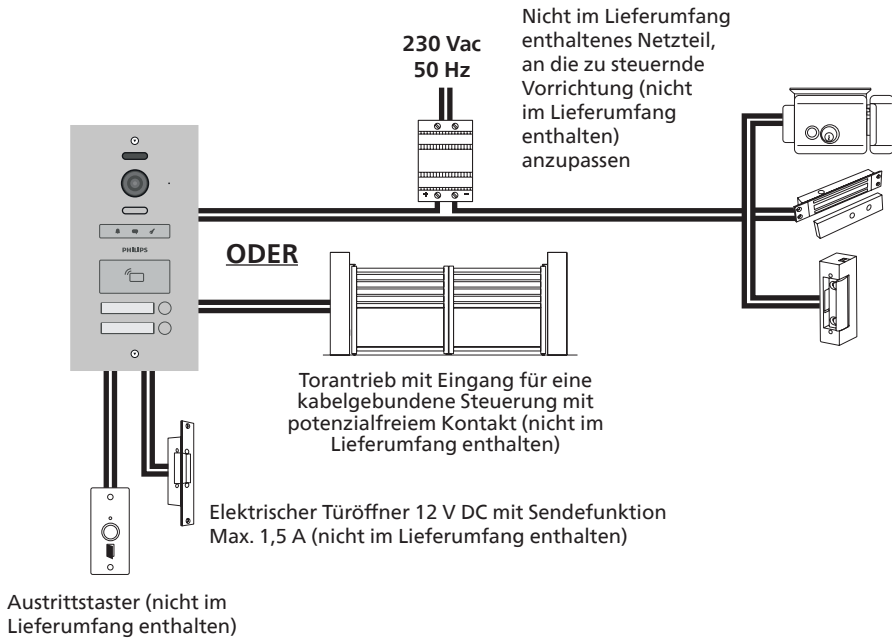 230 Vac
50 Hz
Nicht im Lieferumfang
enthaltenes Netzteil,
an die zu steuernde
Vorrichtung (nicht
im Lieferumfang
enthalten)
anzupassen
+ -
PHILIPS
ODER
Torantrieb mit Eingang für eine
kabelgebundene Steuerung mit
potenzialfreiem Kontakt (nicht im
Lieferumfang enthalten)
Elektrischer Türöffner 12 V DC mit Sendefunktion
Max. 1,5 A (nicht im Lieferumfang enthalten)
Austrittstaster (nicht im
Lieferumfang enthalten)